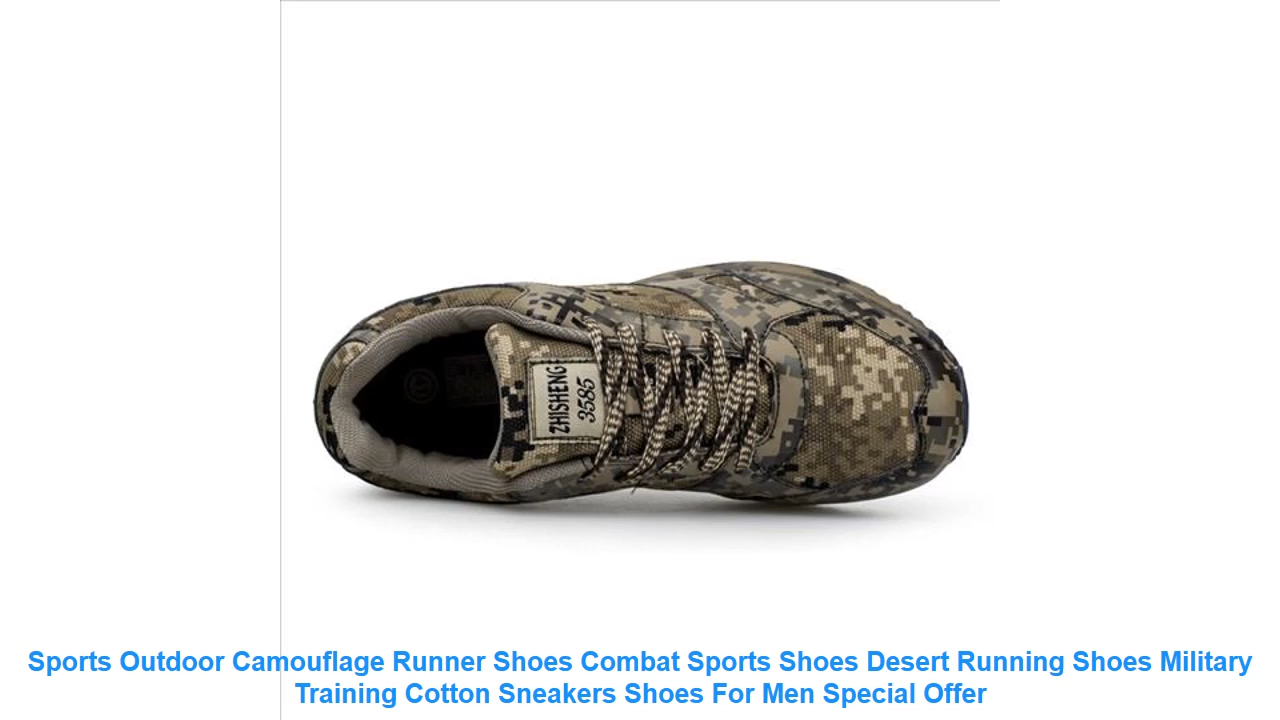 ZHISHENG
3585
Sports Outdoor Camouflage Runner Shoes Combat Sports Shoes Desert Running Shoes Military
Training Cotton Sneakers Shoes For Men Special Offer